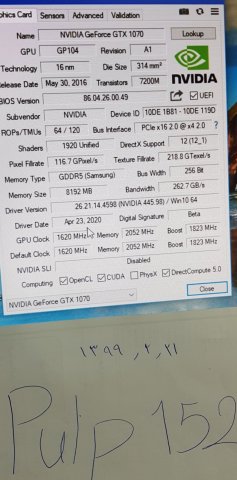 phics Card Sensors Advanced Validation
Name NVIDIA GeForce GTX 1070 Lookup
GPU GP104 Revision A1
Technology 16 nm Die Size 314 mm²
Release Date May 30, 2016 Transistors 7200M
NVIDIA
BIOS Version 86.04.26.00.49 UEFI
Subvendor NVIDIA Device ID 10DE 1B81 - 10DE 119D
ROPs/TMUs 64 / 120 Bus Interface PCIe x16 2.0 @ x4 2.0 ?
Shaders 1920 Unified DirectX Support 12 (12_1)
Pixel Fillrate 116.7 GPixel/s Texture Fillrate 218.8 GTexel/s
Memory Type GDDR5 (Samsung) Bus Width 256 Bit
Memory Size 8192 MB Bandwidth 262.7 GB/s
Driver Version 26.21.14.4598 (NVIDIA 445.98) / Win10 64
Driver Date Apr 23, 2020 Digital Signature Beta
GPU Clock 1620 MHz Memory 2052 MHz Boost 1823 MHz
Default Clock 1620 MHz Memory 2052 MHz Boost 1823 MHz
NVIDIA SLI Disabled
Computing OpenCL CUDA PhysX DirectCompute 5.0
NVIDIA GeForce GTX 1070 Close
۱۳۹۹,۲,۲۱
Pulp 152